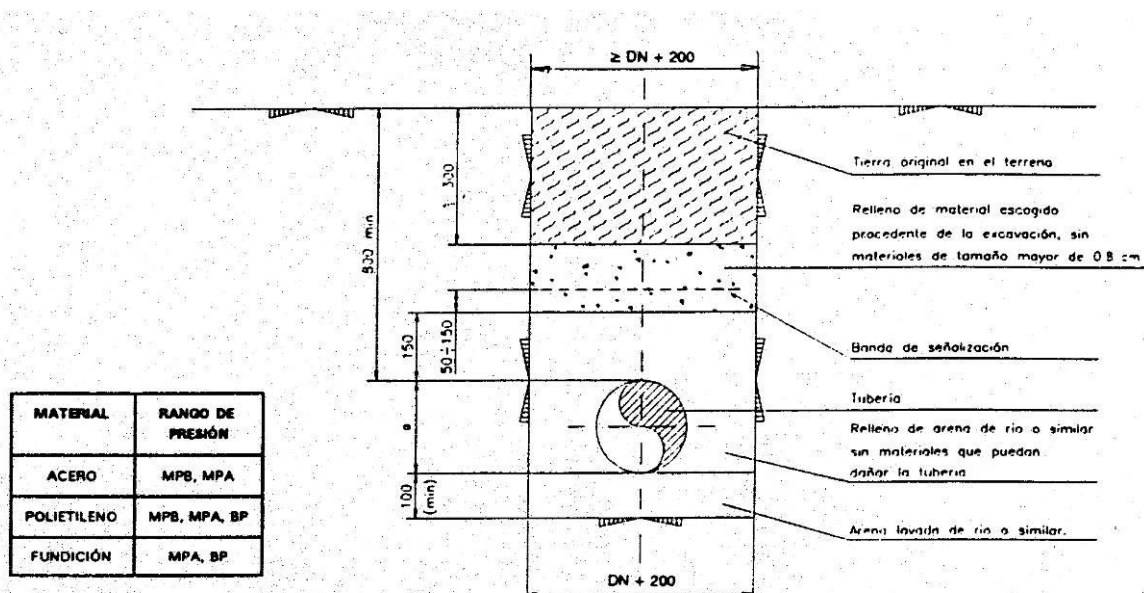 ≥ DN + 200
300
800 min
150
50÷150
100
(min)
DN + 200
Tierra original en el terreno
Relleno de material escogido
procedente de la excavación, sin
materiales de tamaño mayor de 0.8 cm
Banda de señalización
Tubería
Relleno de arena de río o similar
sin materiales que puedan
dañar la tubería
Arena lavada de río o similar.
MATERIAL
RANGO DE
PRESIÓN
ACERO
MPB, MPA
POLIETILENO
MPB, MPA, BP
FUNDICIÓN
MPA, BP